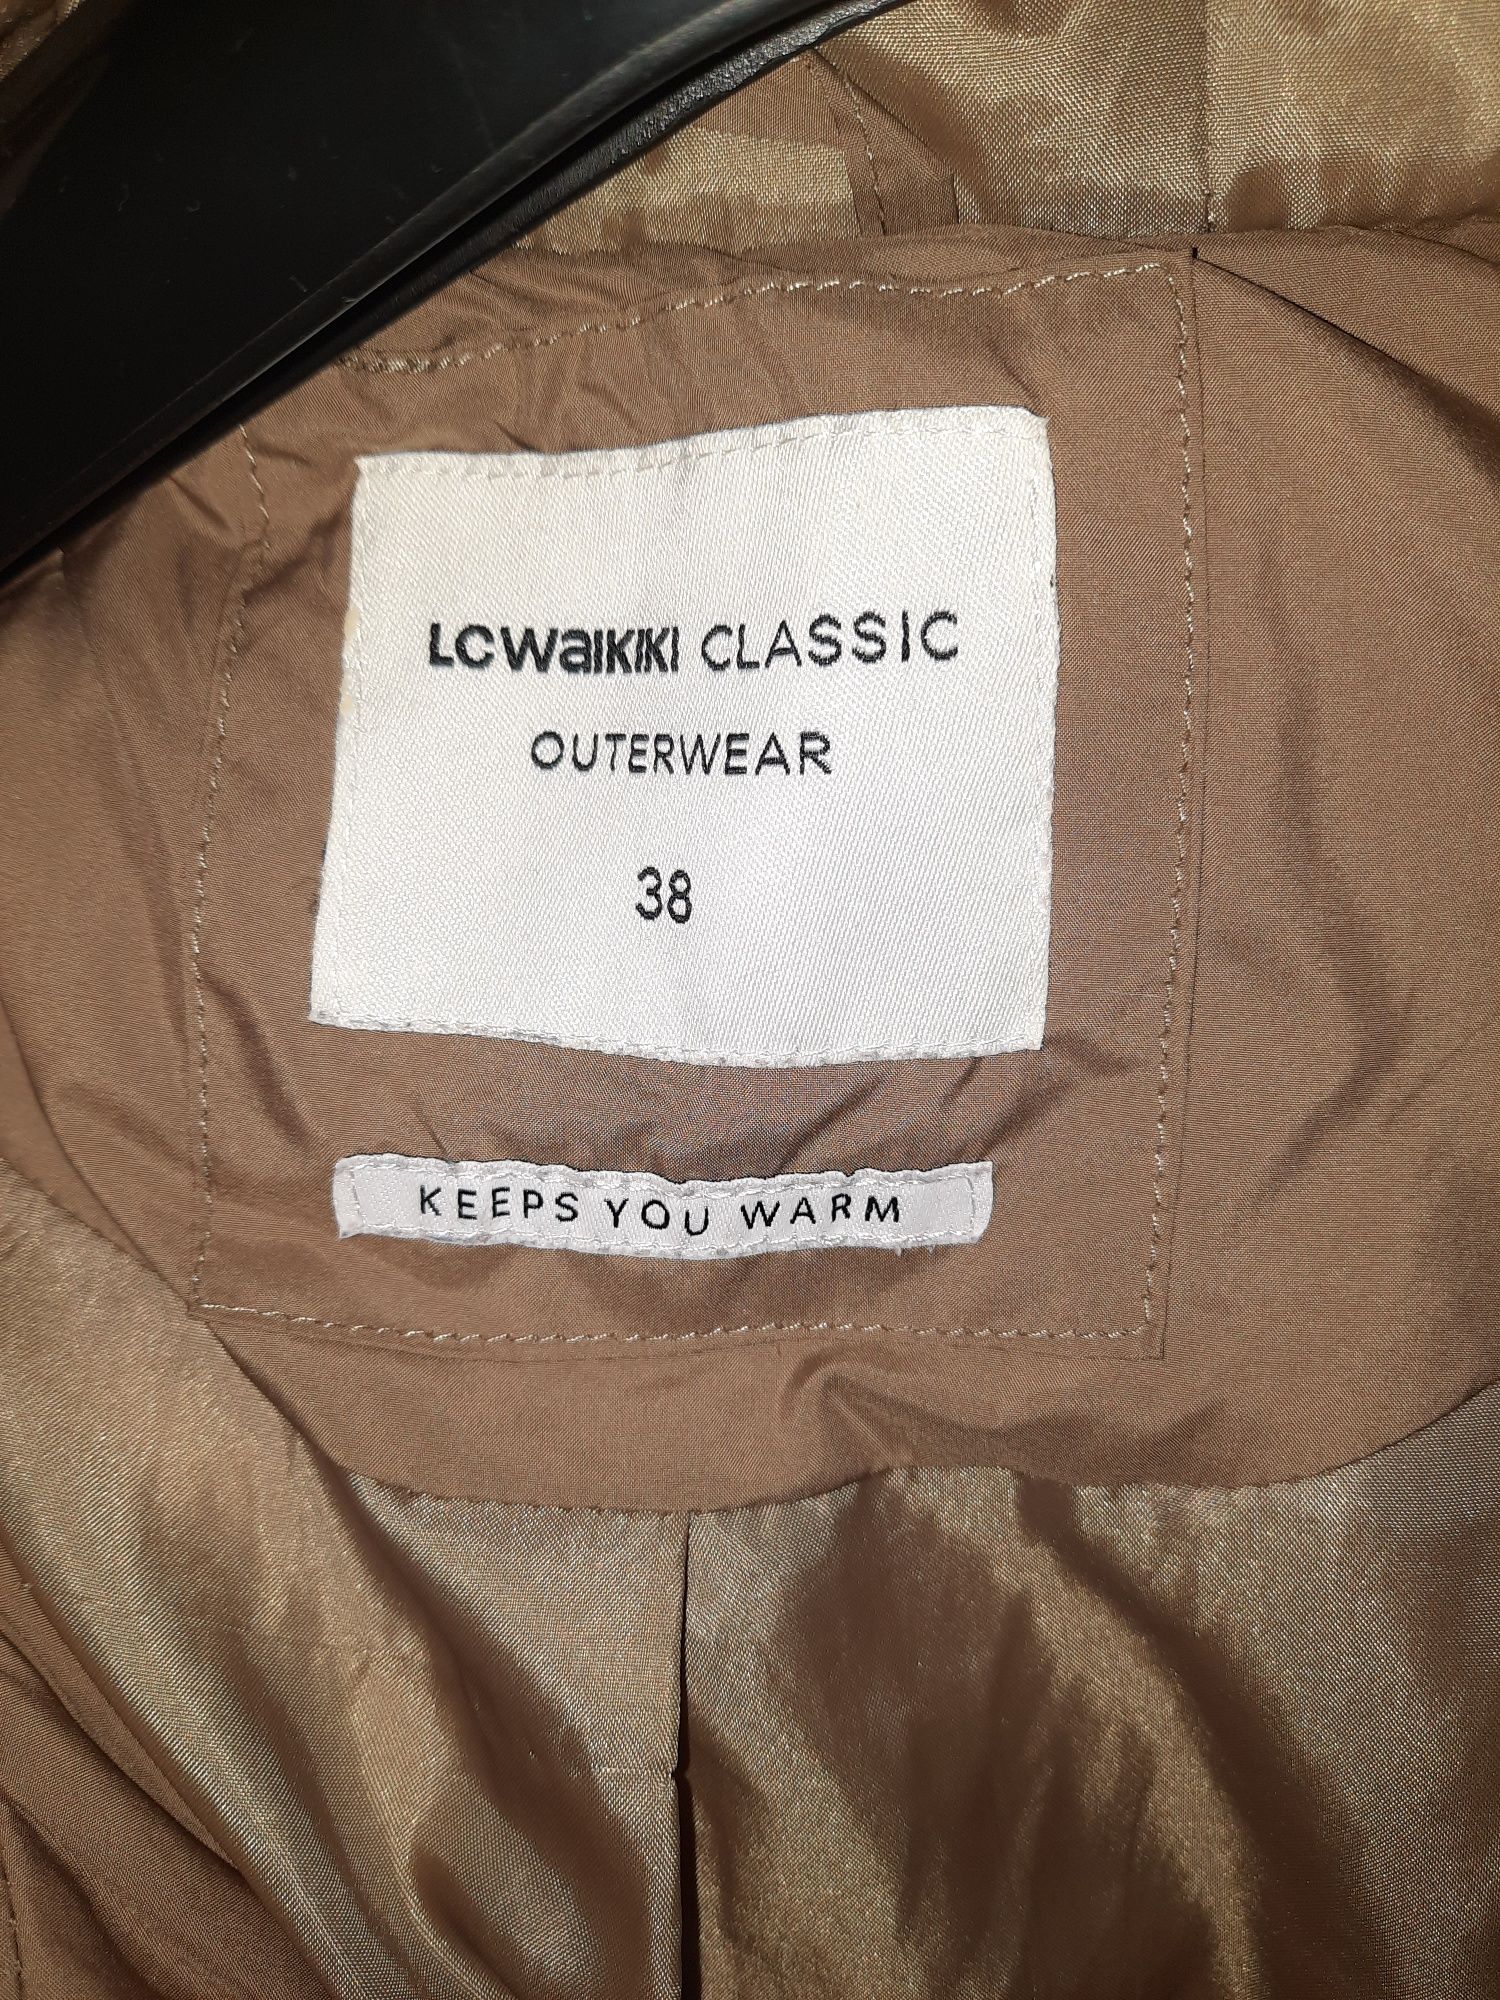 LCWaIKIKI CLASSIC
OUTERWEAR
38
KEEPS YOU WARM